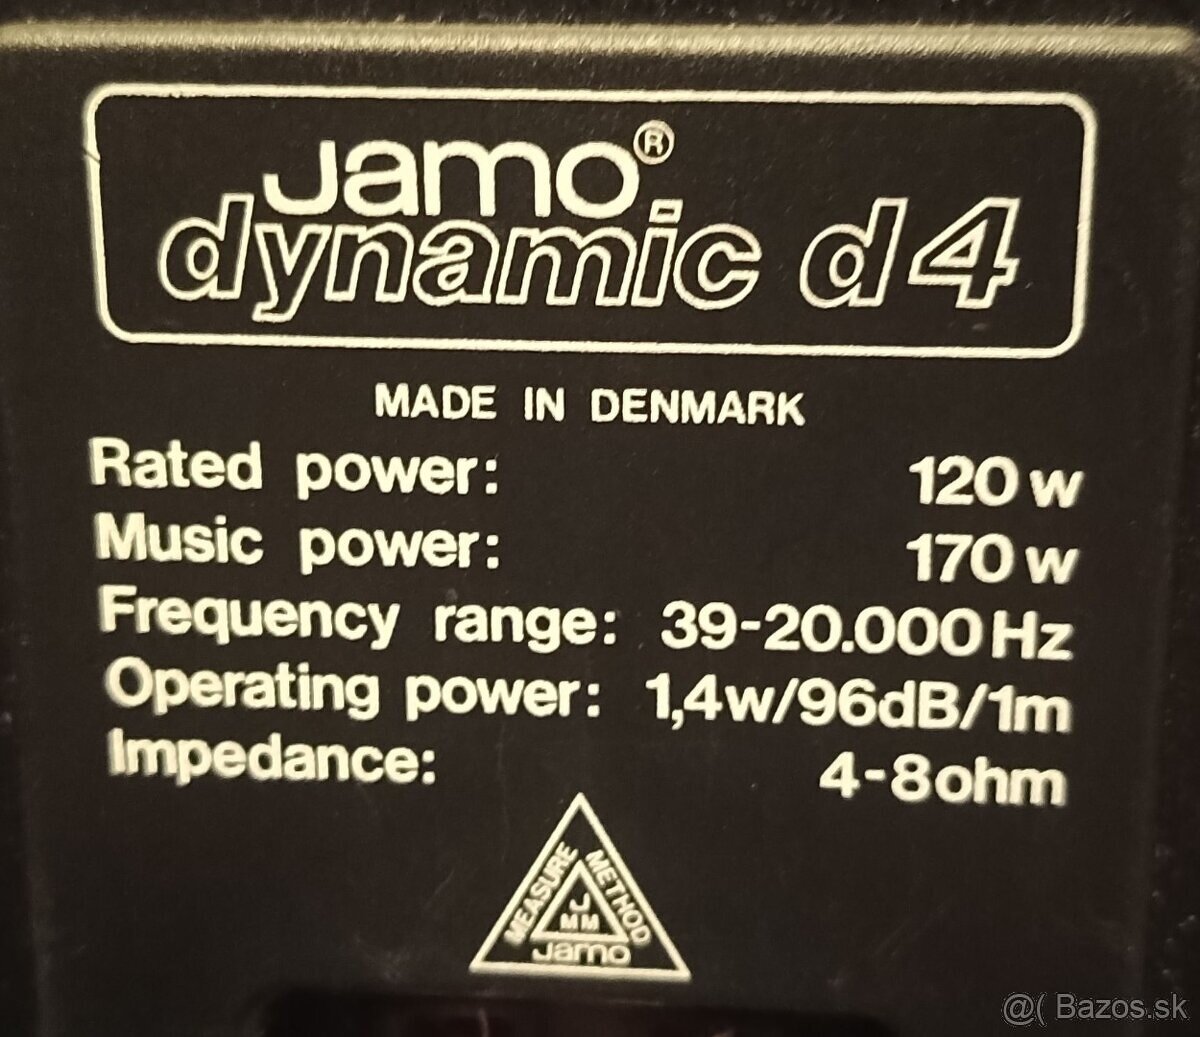 Jamo®
dynamic d4
MADE IN DENMARK
Rated power: 120 w
Music power: 170 w
Frequency range: 39-20.000 Hz
Operating power: 1,4w/96dB/1m
Impedance: 4-8ohm
MEASURE METHOD
J
MM
Jamo
@( Bazos.sk